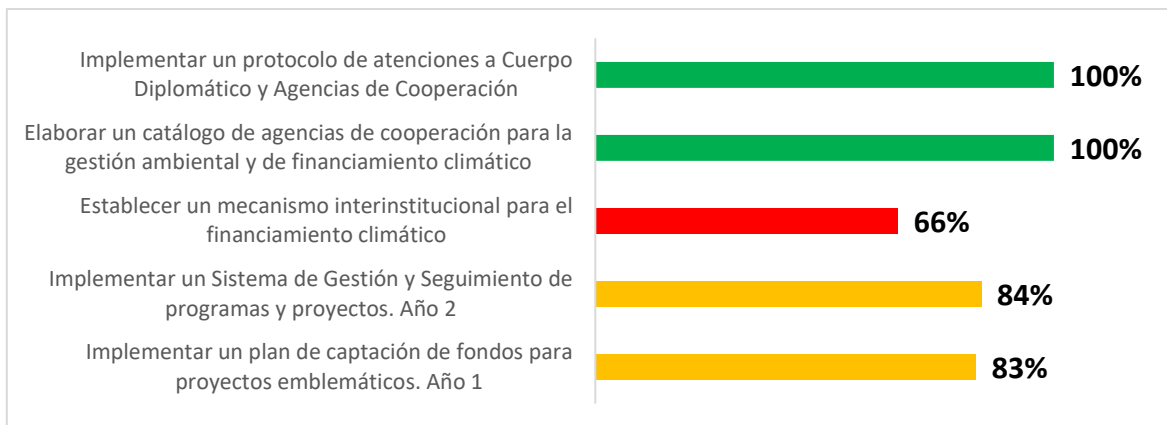 Implementar un protocolo de atenciones a Cuerpo
Diplomático y Agencias de Cooperación
100%
Elaborar un catálogo de agencias de cooperación para la
gestión ambiental y de financiamiento climático
100%
Establecer un mecanismo interinstitucional para el
financiamiento climático
66%
Implementar un Sistema de Gestión y Seguimiento de
programas y proyectos. Año 2
84%
Implementar un plan de captación de fondos para
proyectos emblemáticos. Año 1
83%